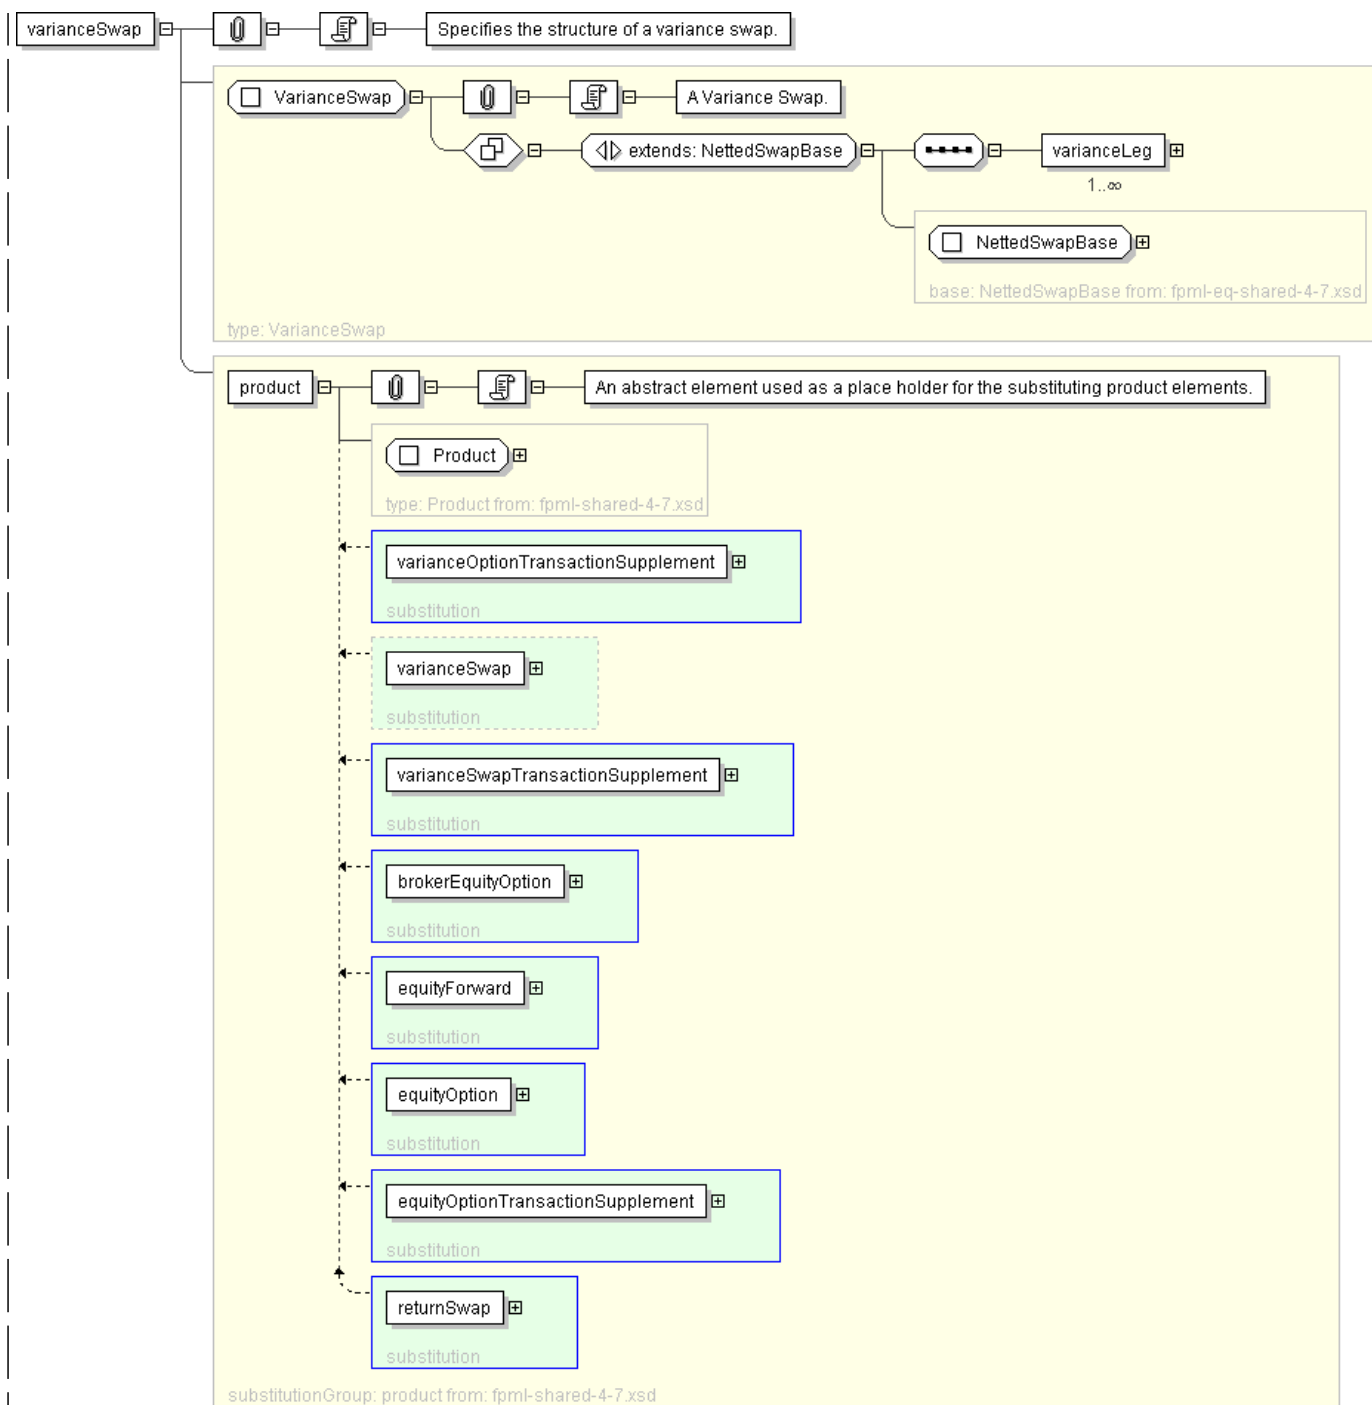 varianceSwap
Specifies the structure of a variance swap.
VarianceSwap
A Variance Swap.
extends: NettedSwapBase
varianceLeg
1..∞
NettedSwapBase
base: NettedSwapBase from: fpml-eq-shared-4-7.xsd
type: VarianceSwap
product
An abstract element used as a place holder for the substituting product elements.
Product
type: Product from: fpml-shared-4-7.xsd
varianceOptionTransactionSupplement
substitution
varianceSwap
substitution
varianceSwapTransactionSupplement
substitution
brokerEquityOption
substitution
equityForward
substitution
equityOption
substitution
equityOptionTransactionSupplement
substitution
returnSwap
substitution
substitutionGroup: product from: fpml-shared-4-7.xsd